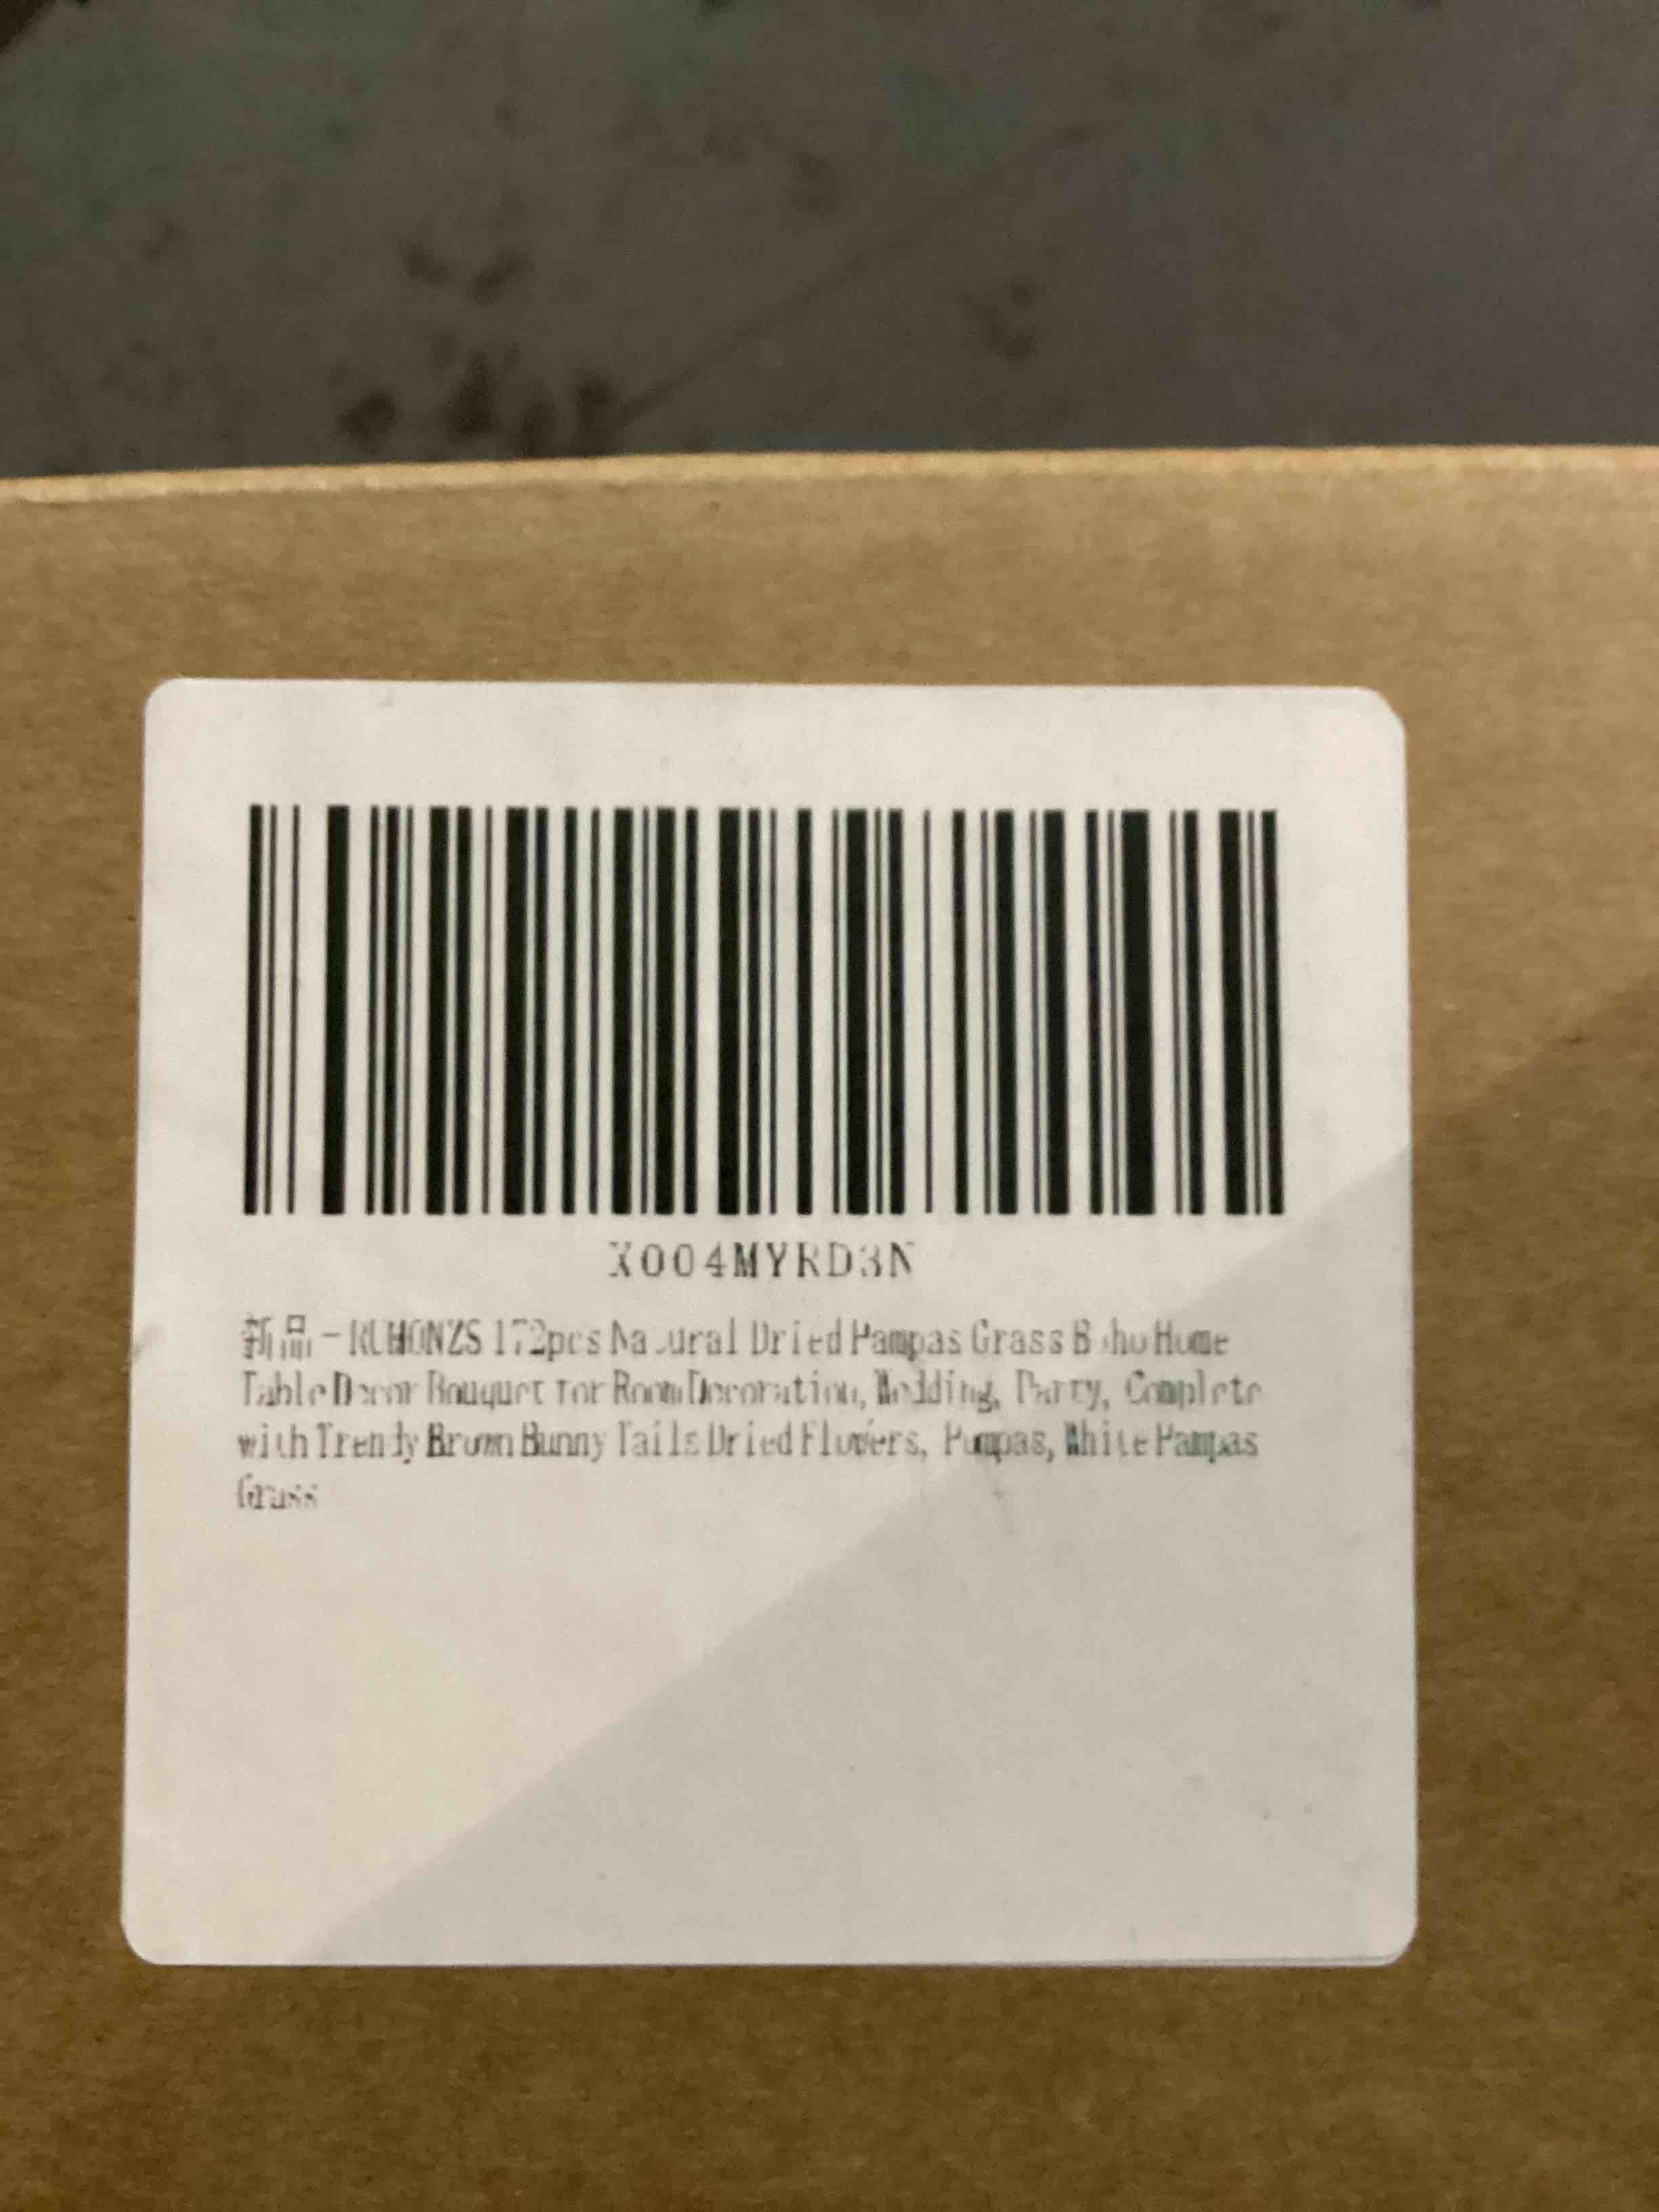 X004MYRD3N
新品 - RUHONZS 172pcs Natural Dried Pampas Grass Boho Home
Table Decor Bouquet for Room Decoration, Wedding, Party, Complete
with Trendy Brown Bunny Tails Dried Flowers, Pompas, White Pampas
Grass